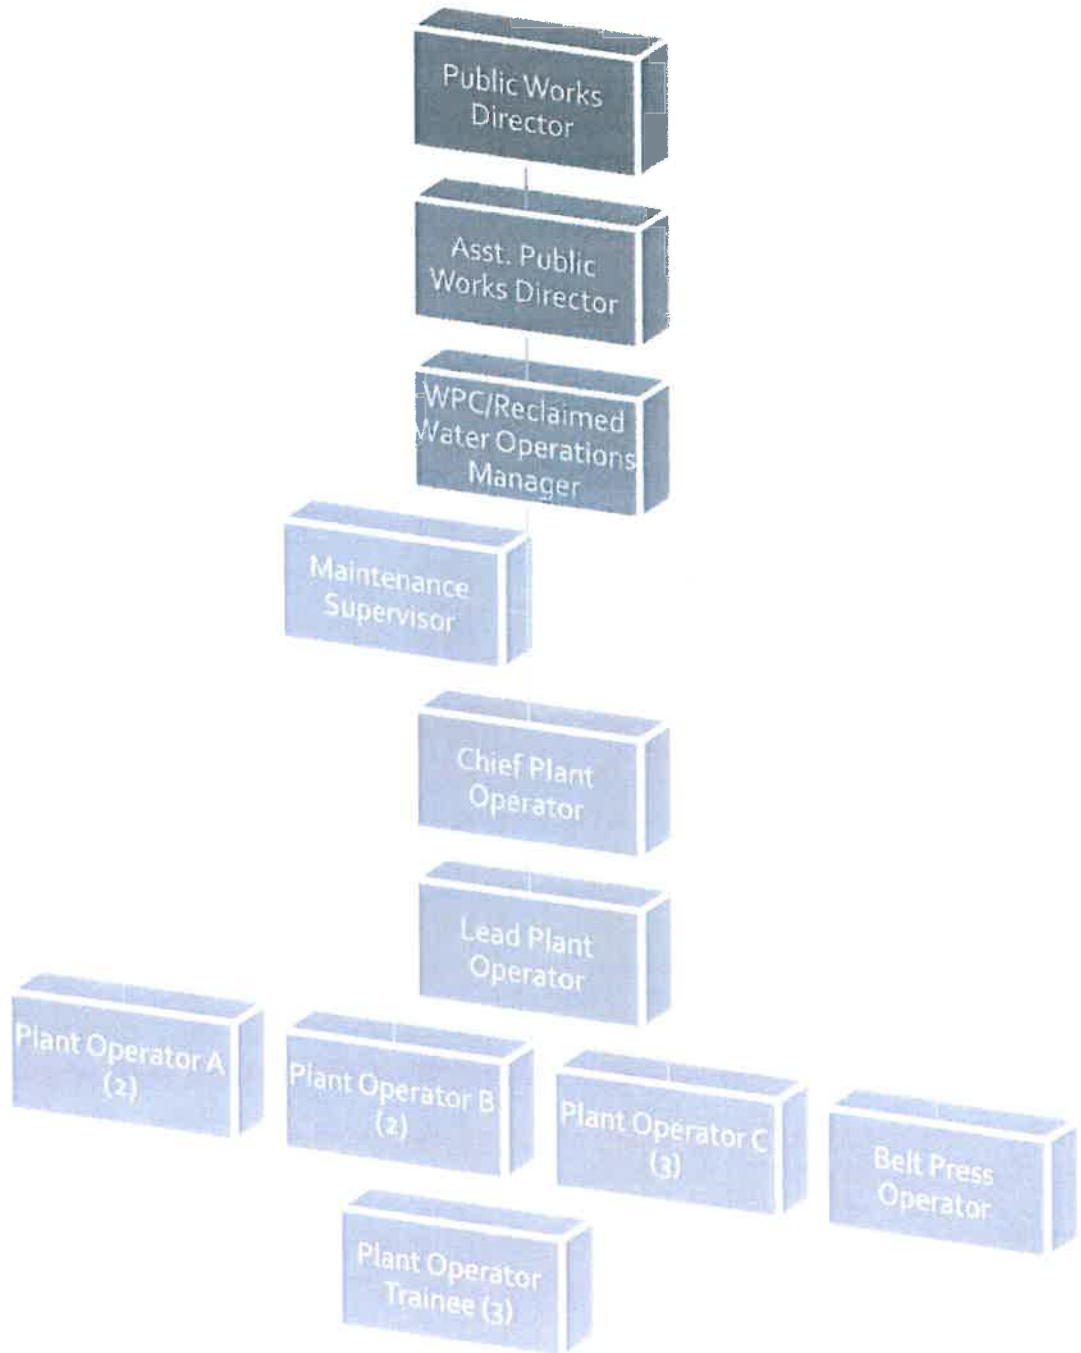 Public Works
Director
Asst. Public
Works Director
WPC/Reclaimed
Water Operations
Manager
Maintenance
Supervisor
Chief Plant
Operator
Lead Plant
Operator
Plant Operator A
(2)
Plant Operator B
(2)
Plant Operator C
(3)
Belt Press
Operator
Plant Operator
Trainee (3)